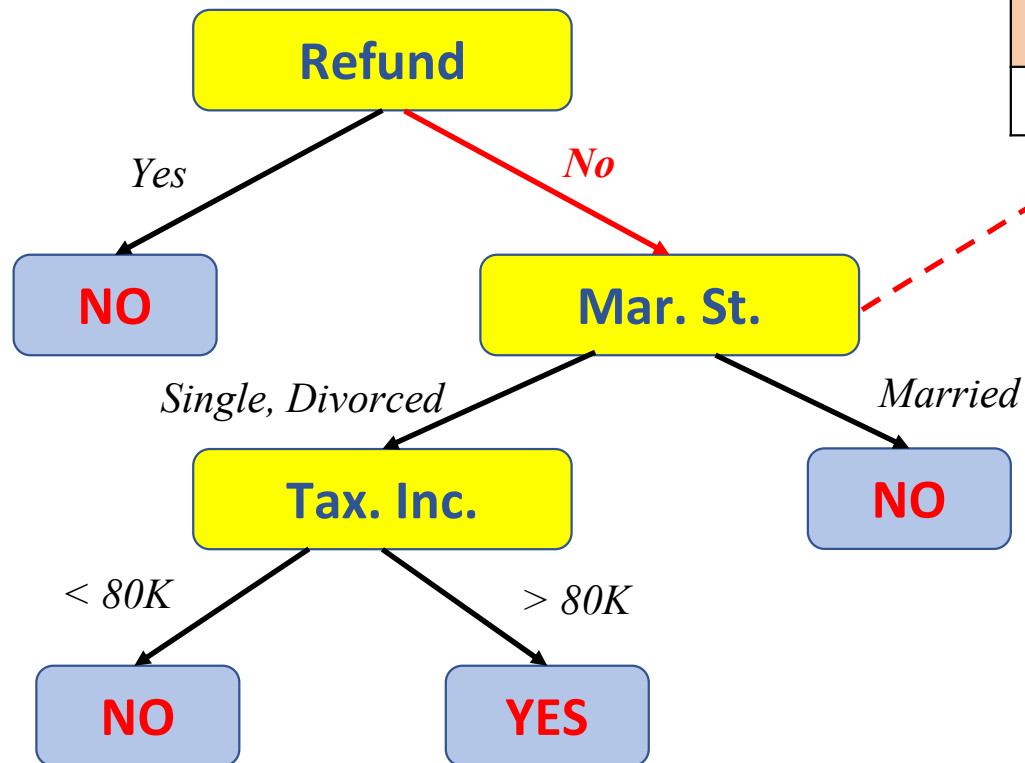 Refund
Yes
No
NO
Mar. St.
Single, Divorced
Married
Tax. Inc.
NO
< 80K
> 80K
NO
YES